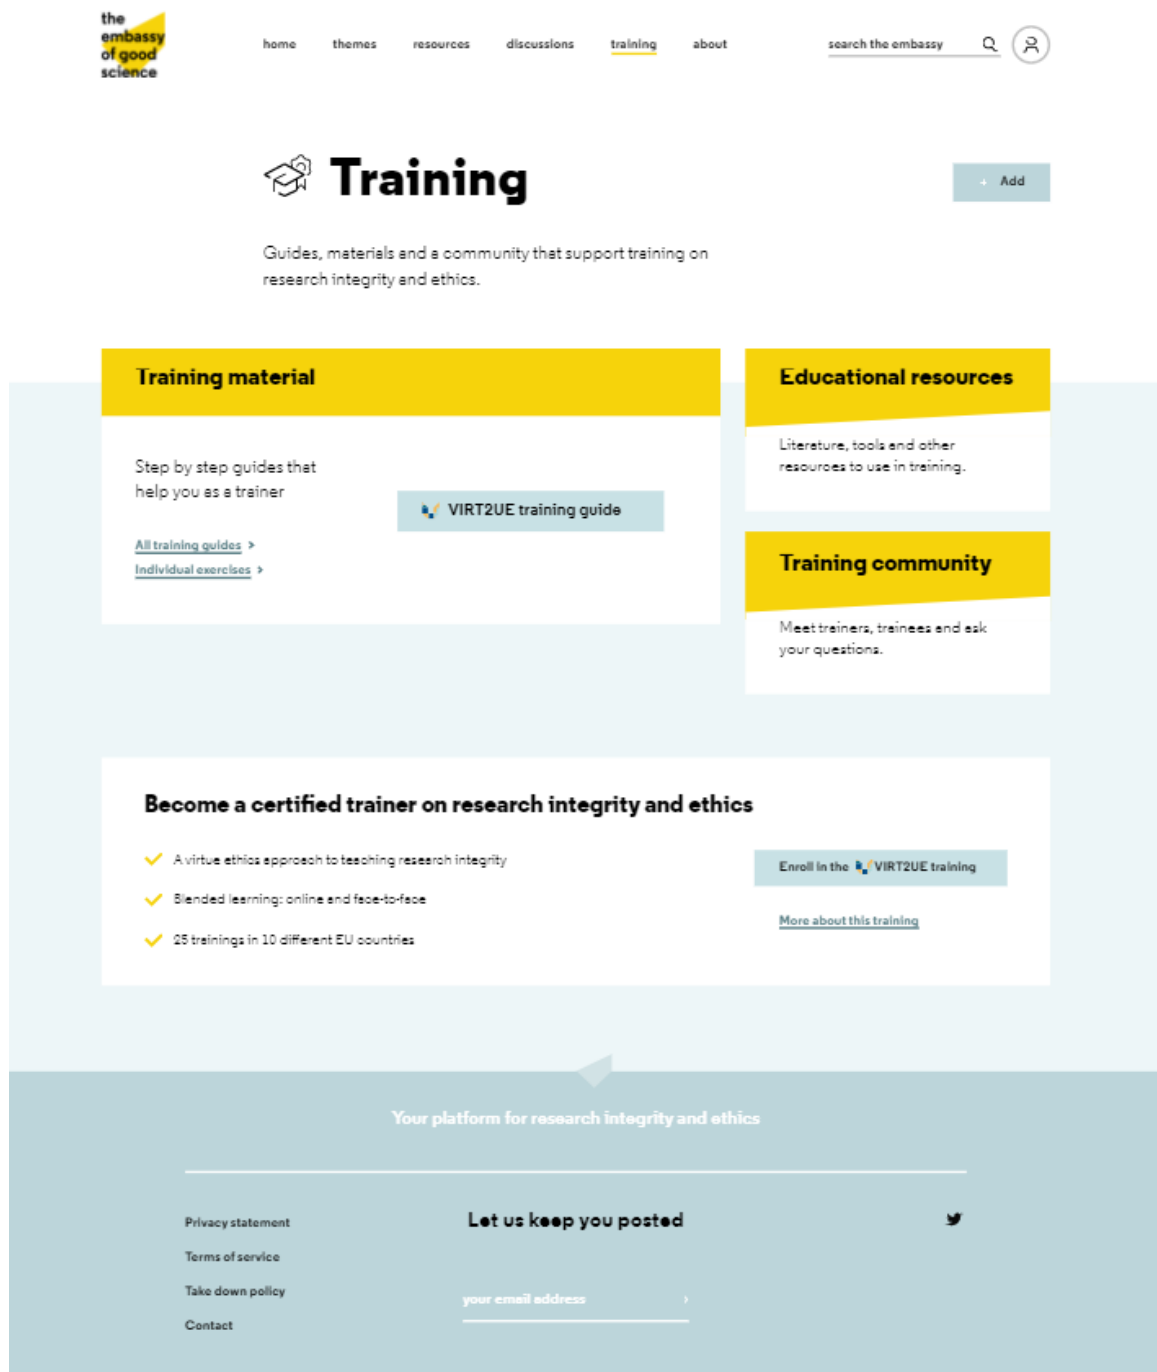 the
embassy
of good
science
home themes resources discussions training about search the embassy
Training
+ Add
Guides, materials and a community that support training on
research integrity and ethics.
Training material
Step by step guides that
help you as a trainer
All training guides >
Individual exercises >
VIRT2UE training guide
Educational resources
Literature, tools and other
resources to use in training.
Training community
Meet trainers, trainees and ask
your questions.
Become a certified trainer on research integrity and ethics
A virtue ethics approach to teaching research integrity
Blended learning: online and face-to-face
25 trainings in 10 different EU countries
Enroll in the VIRT2UE training
More about this training
Your platform for research integrity and ethics
Privacy statement
Terms of service
Take down policy
Contact
Let us keep you posted
your email address ›